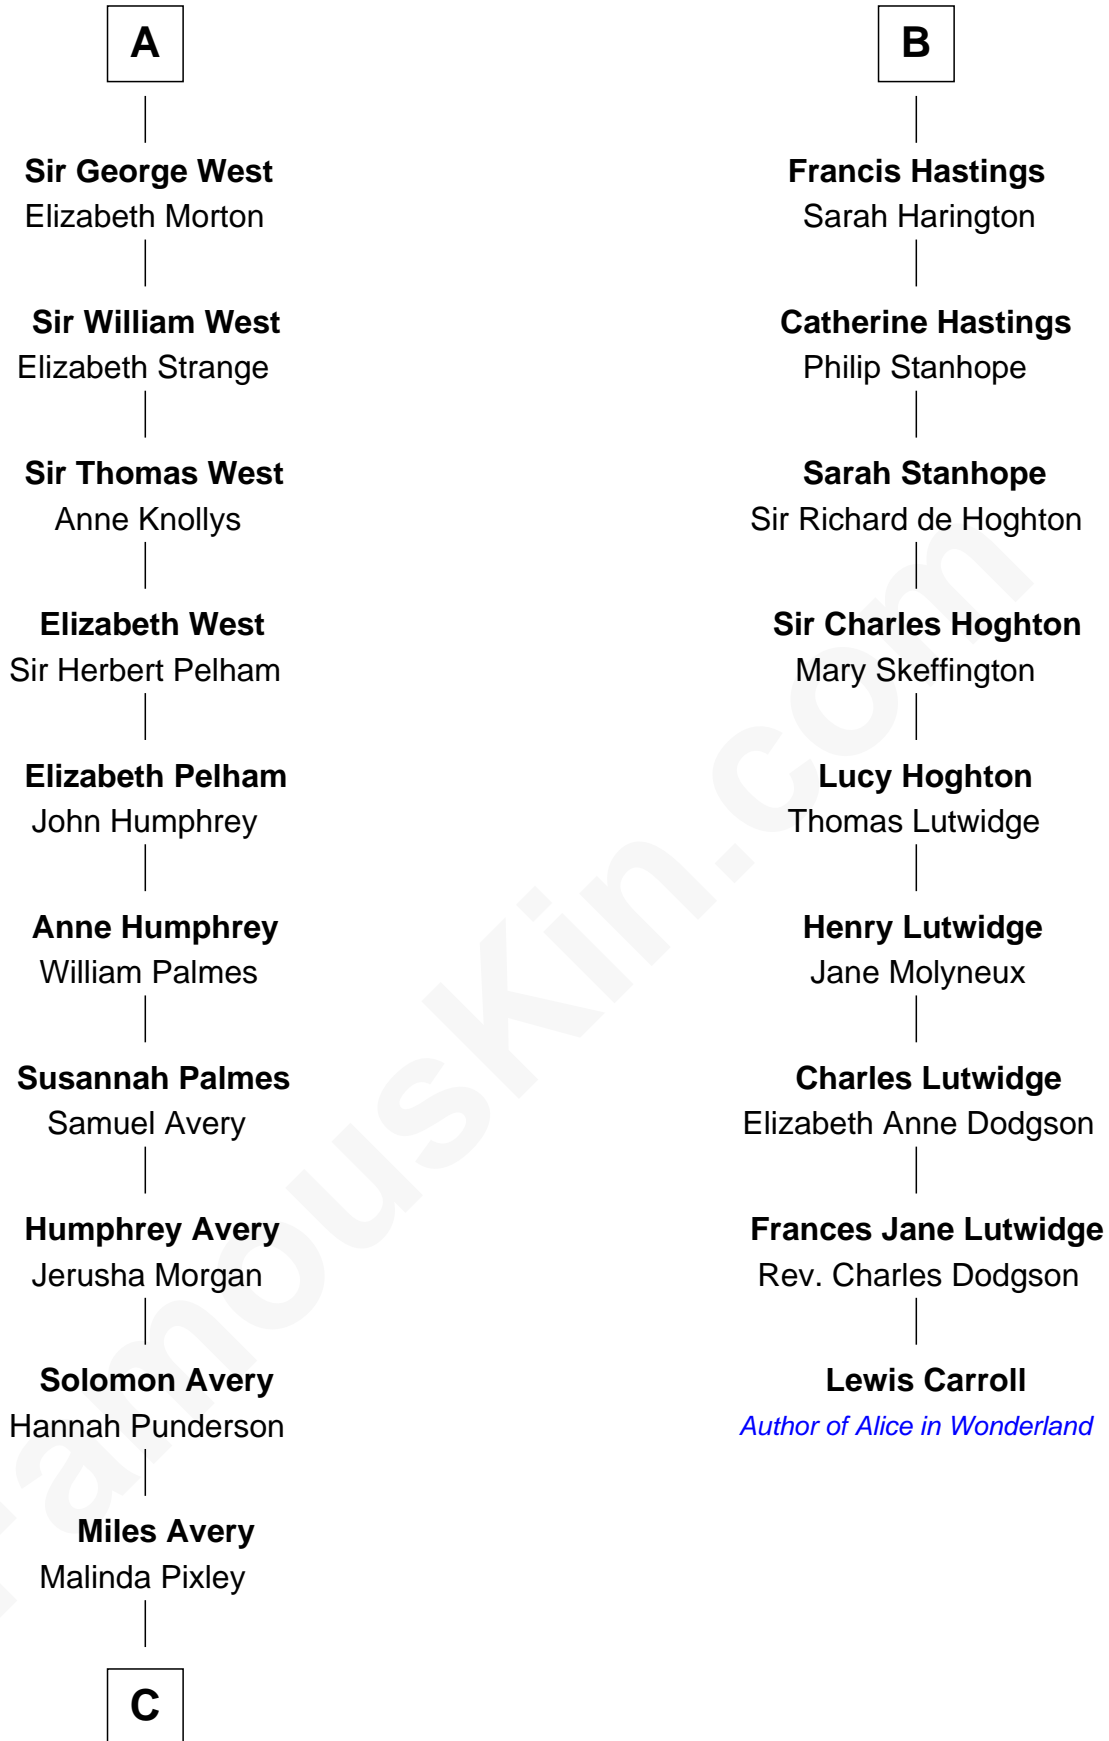 A
Sir George West
Elizabeth Morton
Sir William West
Elizabeth Strange
Sir Thomas West
Anne Knollys
Elizabeth West
Sir Herbert Pelham
Elizabeth Pelham
John Humphrey
Anne Humphrey
William Palmes
Susannah Palmes
Samuel Avery
Humphrey Avery
Jerusha Morgan
Solomon Avery
Hannah Punderson
Miles Avery
Malinda Pixley
C
B
Francis Hastings
Sarah Harington
Catherine Hastings
Philip Stanhope
Sarah Stanhope
Sir Richard de Hoghton
Sir Charles Hoghton
Mary Skeffington
Lucy Hoghton
Thomas Lutwidge
Henry Lutwidge
Jane Molyneux
Charles Lutwidge
Elizabeth Anne Dodgson
Frances Jane Lutwidge
Rev. Charles Dodgson
Lewis Carroll
Author of Alice in Wonderland
FamousKin.com